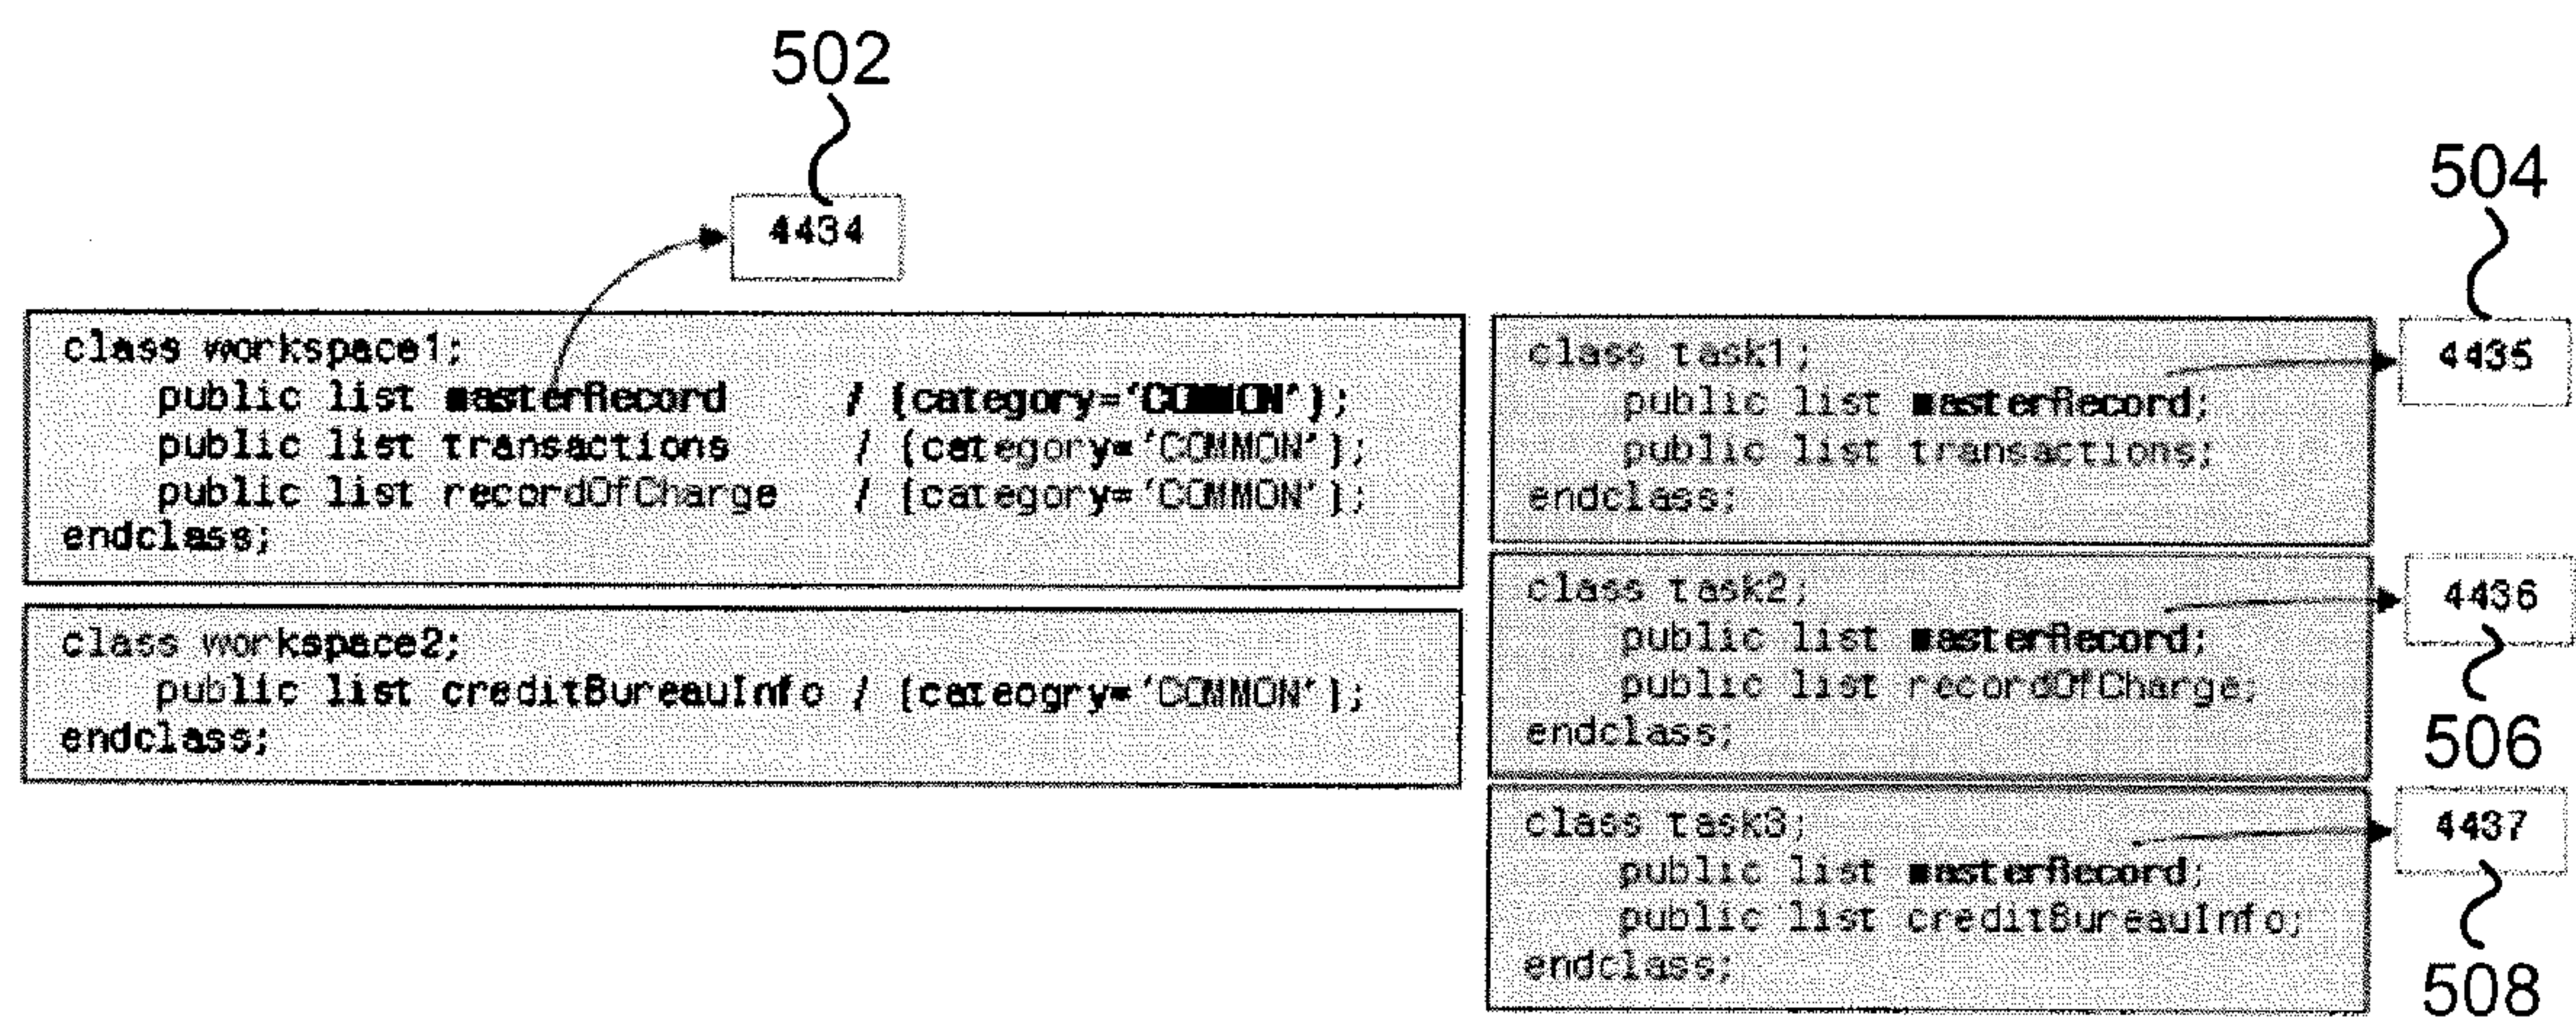 502
4434
class workspace1;
public list masterRecord / (category='COMMON');
public list transactions / (category='COMMON');
public list recordOfCharge / (category='COMMON');
endclass;
class workspace2;
public list creditBureauInfo / (cateogry='COMMON');
endclass;
504
4435
class task1;
public list masterRecord;
public list transactions;
endclass;
class task2;
public list masterRecord;
public list recordOfCharge;
endclass;
4436
506
class task3;
public list masterRecord;
public list creditBureauInfo;
endclass;
4437
508